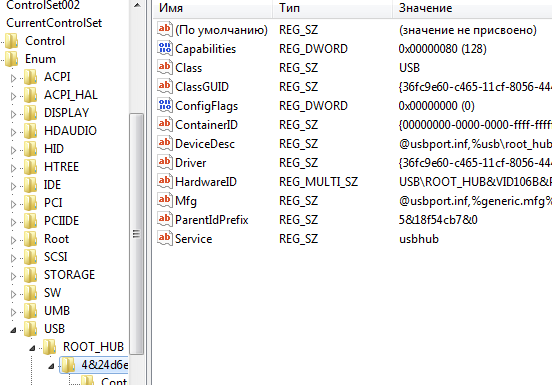 ControlSet002
CurrentControlSet
Control
Enum
ACPI
ACPI_HAL
DISPLAY
HDAUDIO
HID
HTREE
IDE
PCI
PCIIDE
Root
SCSI
STORAGE
SW
UMB
USB
ROOT_HUB
4&24d6e
Cont
Имя Тип Значение
(По умолчанию) REG_SZ (значение не присвоено)
Capabilities REG_DWORD 0x00000080 (128)
Class REG_SZ USB
ClassGUID REG_SZ {36fc9e60-c465-11cf-8056-444
ConfigFlags REG_DWORD 0x00000000 (0)
ContainerID REG_SZ {00000000-0000-0000-ffff-fffff
DeviceDesc REG_SZ @usbport.inf,%usb\root_hub
Driver REG_SZ {36fc9e60-c465-11cf-8056-444
HardwareID REG_MULTI_SZ USB\ROOT_HUB&VID106B&P
Mfg REG_SZ @usbport.inf,%generic.mfg%
ParentIdPrefix REG_SZ 5&18f54cb7&0
Service REG_SZ usbhub